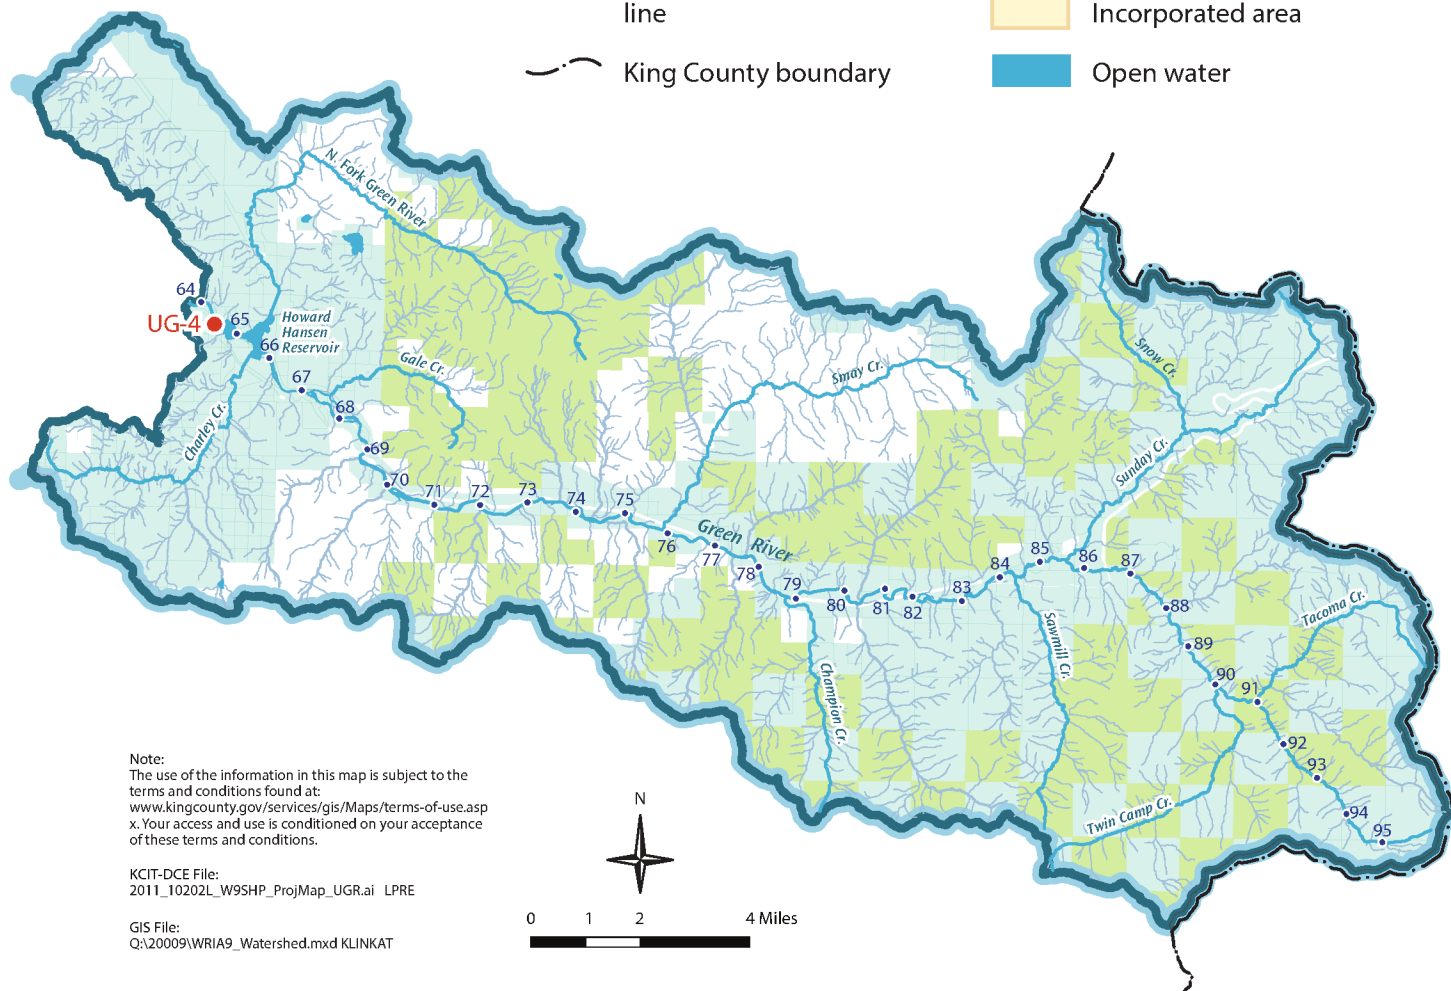 line
Incorporated area
King County boundary
Open water
N. Fork Green River
64
UG-4
65
Howard
Hansen
Reservoir
66
67
Gale Cr.
68
Charley Cr.
69
70
71
72
73
74
75
76
77
78
Green River
Smay Cr.
Snow Cr.
Sunday Cr.
79
80
81
82
83
84
85
86
87
88
89
90
91
92
93
94
95
Sawmill Cr.
Champion Cr.
Tacoma Cr.
Twin Camp Cr.
Note:
The use of the information in this map is subject to the
terms and conditions found at:
www.kingcounty.gov/services/gis/Maps/terms-of-use.asp
x. Your access and use is conditioned on your acceptance
of these terms and conditions.
KCIT-DCE File:
2011_10202L_W9SHP_ProjMap_UGR.ai LPRE
GIS File:
Q:\20009\WRIA9_Watershed.mxd KLINKAT
N
0 1 2 4 Miles